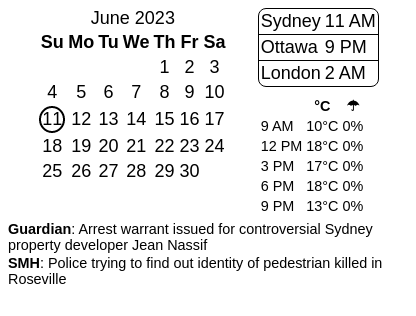 June 2023
Su Mo Tu We Th Fr Sa
1 2 3
4 5 6 7 8 9 10
11 12 13 14 15 16 17
18 19 20 21 22 23 24
25 26 27 28 29 30
Sydney 11 AM
Ottawa 9 PM
London 2 AM
°C ☂
9 AM 10°C 0%
12 PM 18°C 0%
3 PM 17°C 0%
6 PM 18°C 0%
9 PM 13°C 0%
Guardian: Arrest warrant issued for controversial Sydney
property developer Jean Nassif
SMH: Police trying to find out identity of pedestrian killed in
Roseville